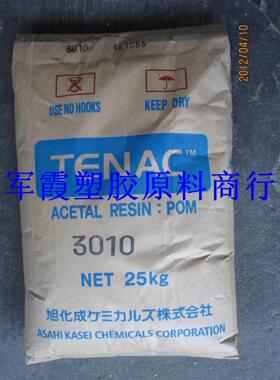 3010
2012/04/10
USE NO HOOKS
KEEP DRY
TENAC™
军霞塑胶原料商行
ACETAL RESIN : POM
3010
NET 25kg
旭化成ケミカルズ株式会社
ASAHI KASEI CHEMICALS CORPORATION